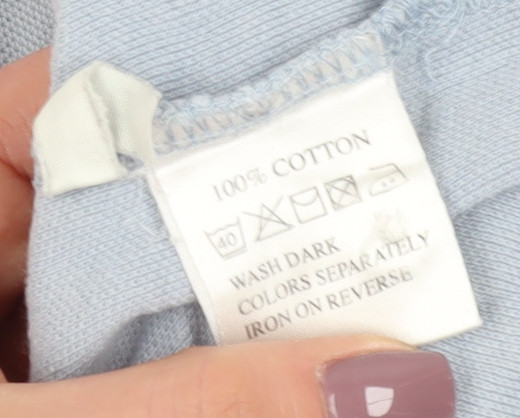 100% COTTON
40
WASH DARK
COLORS SEPARATELY
IRON ON REVERSE